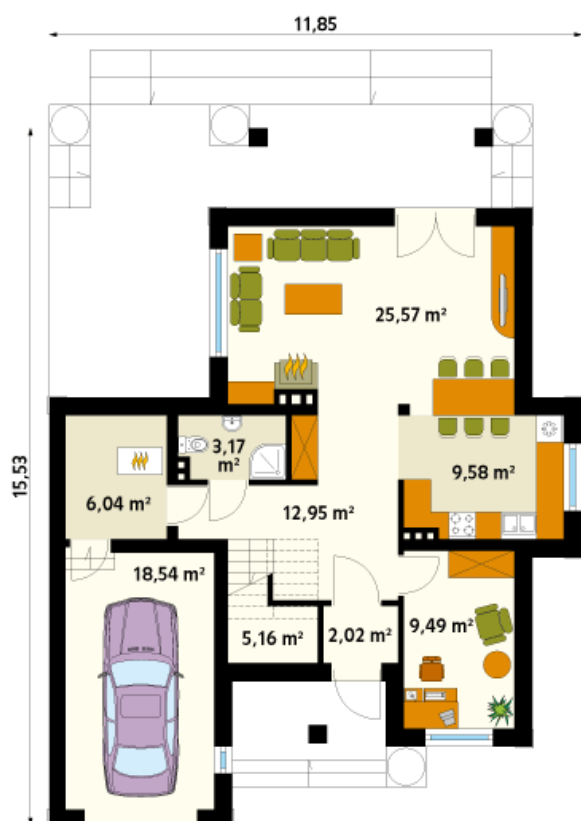 11,85
25,57 m²
15,53
3,17
m²
9,58 m²
6,04 m²
12,95 m²
18,54 m²
5,16 m²
2,02 m²
9,49 m²